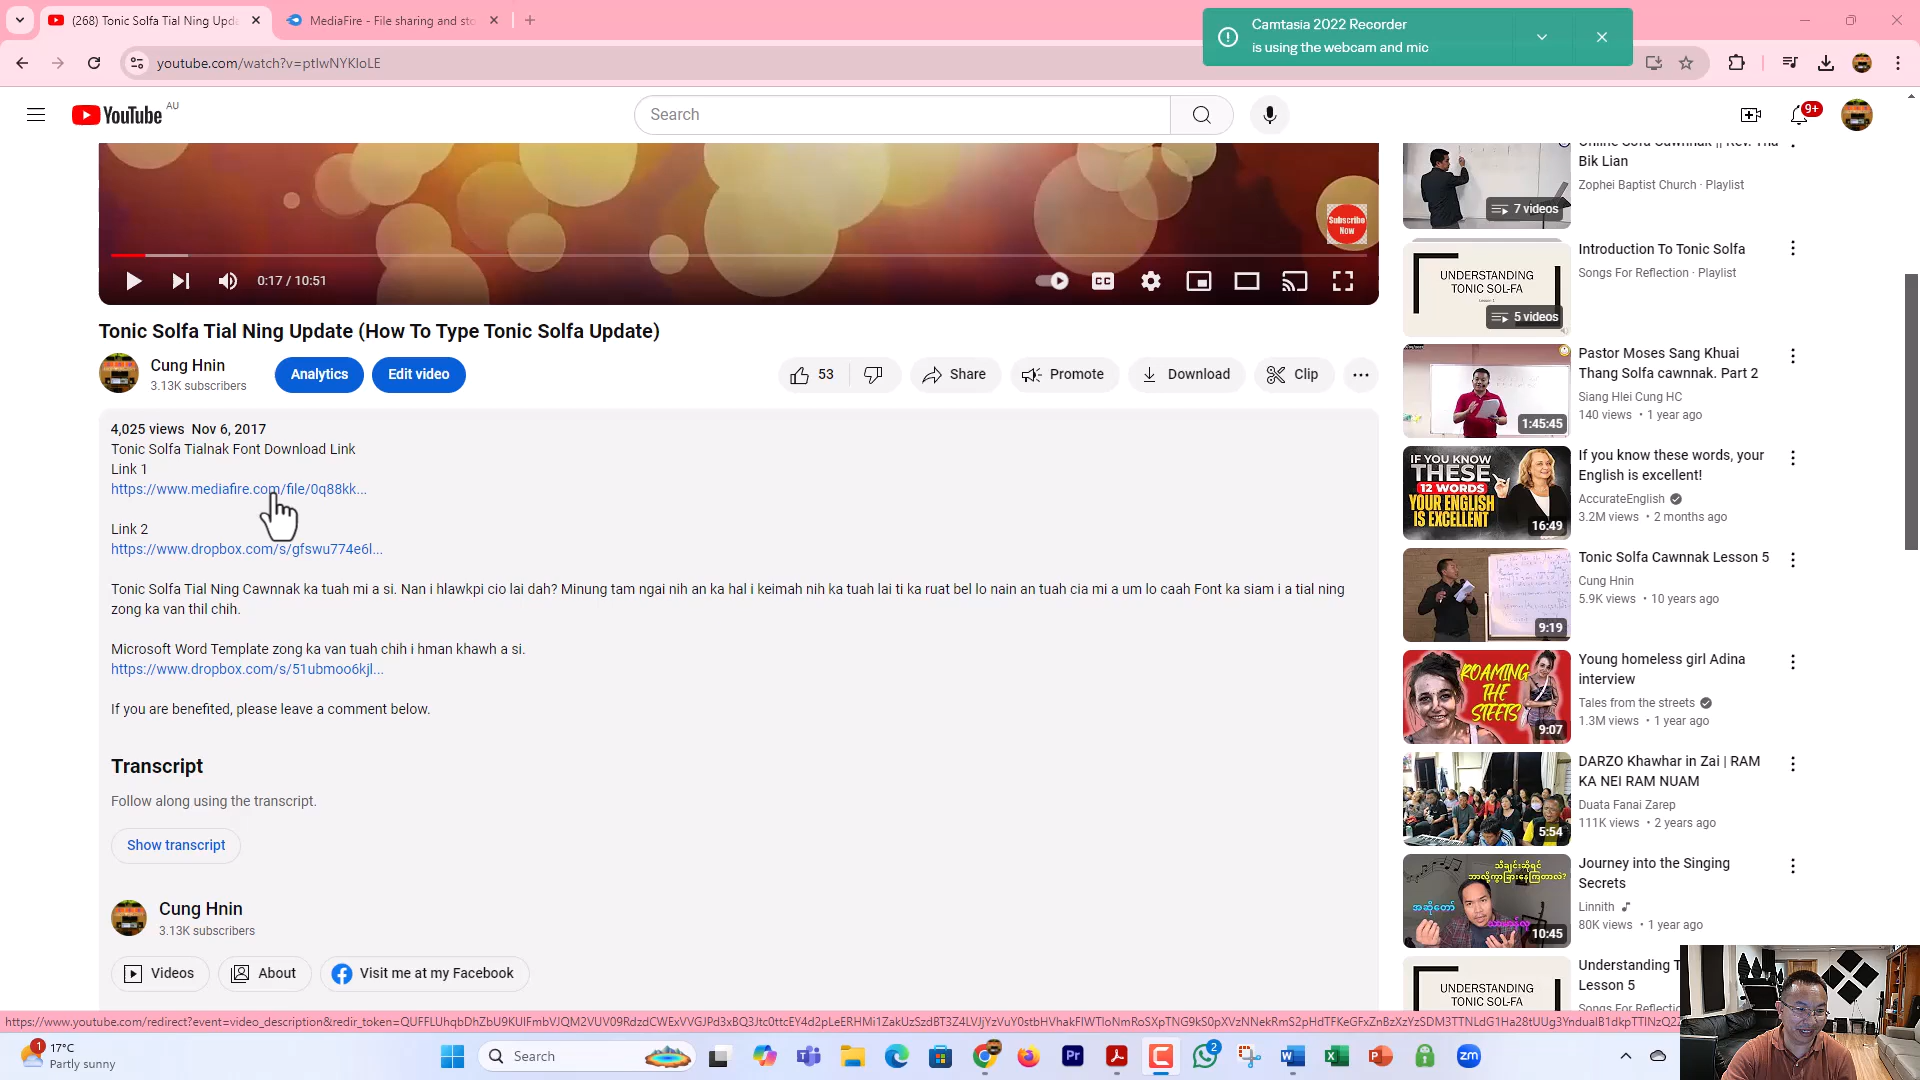 (268) Tonic Solfa Tial Ning Upda
MediaFire - File sharing and sto
Camtasia 2022 Recorder
is using the webcam and mic
youtube.com/watch?v=ptIwNYKIoLE
YouTube AU
Search
9+
Subscribe
Now
0:17 / 10:51
CC
Tonic Solfa Tial Ning Update (How To Type Tonic Solfa Update)
Cung Hnin
3.13K subscribers
Analytics
Edit video
53
Share
Promote
Download
Clip
4,025 views Nov 6, 2017
Tonic Solfa Tialnak Font Download Link
Link 1
https://www.mediafire.com/file/0q88kk...
Link 2
https://www.dropbox.com/s/gfswu774e6l...
Tonic Solfa Tial Ning Cawnnak ka tuah mi a si. Nan i hlawkpi cio lai dah? Minung tam ngai nih an ka hal i keimah nih ka tuah lai ti ka ruat bel lo nain an tuah cia mi a um lo caah Font ka siam i a tial ning
zong ka van thil chih.
Microsoft Word Template zong ka van tuah chih i hman khawh a si.
https://www.dropbox.com/s/51ubmoo6kjl...
If you are benefited, please leave a comment below.
Transcript
Follow along using the transcript.
Show transcript
Cung Hnin
3.13K subscribers
Videos
About
Visit me at my Facebook
Bik Lian
Zophei Baptist Church · Playlist
7 videos
Introduction To Tonic Solfa
Songs For Reflection · Playlist
UNDERSTANDING
TONIC SOL-FA
5 videos
Pastor Moses Sang Khuai
Thang Solfa cawnnak. Part 2
Siang Hlei Cung HC
140 views • 1 year ago
1:45:45
IF YOU KNOW
THESE
12 WORDS
YOUR ENGLISH
IS EXCELLENT
16:49
If you know these words, your
English is excellent!
AccurateEnglish
3.2M views • 2 months ago
Tonic Solfa Cawnnak Lesson 5
Cung Hnin
5.9K views • 10 years ago
9:19
ROAMING
THE
STEETS
9:07
Young homeless girl Adina
interview
Tales from the streets
1.3M views • 1 year ago
DARZO Khawhar in Zai | RAM
KA NEI RAM NUAM
Duata Fanai Zarep
111K views • 2 years ago
5:54
Journey into the Singing
Secrets
Linnith
80K views • 1 year ago
10:45
UNDERSTANDING
TONIC SOL-FA
Understanding T
Lesson 5
Songs For Reflectio
1
17°C
Partly sunny
Search
Pr
2
zm